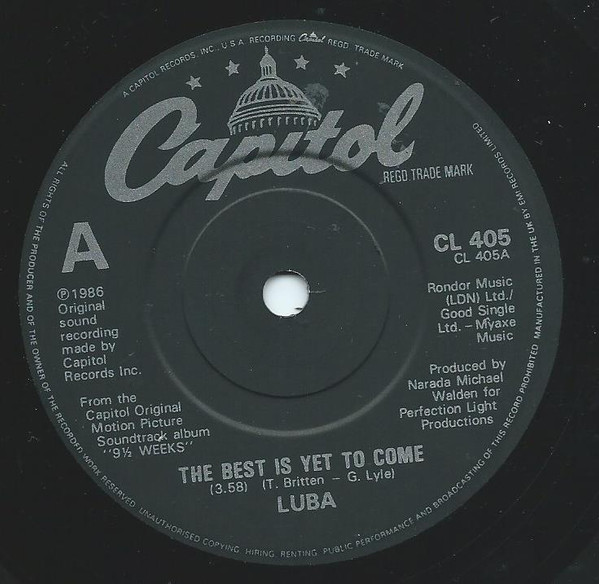 A CAPITOL RECORDS, INC., U.S.A. RECORDING Capitol REGD. TRADE MARK
Capitol
REGD TRADE MARK
A
CL 405
CL 405A
℗1986
Original
sound
recording
made by
Capitol
Records Inc.
Rondor Music
(LDN) Ltd./
Good Single
Ltd. – Myaxe
Music
From the
Capitol Original
Motion Picture
Soundtrack album
"9½ WEEKS"
Produced by
Narada Michael
Walden for
Perfection Light
Productions
THE BEST IS YET TO COME
(3.58) (T. Britten – G. Lyle)
LUBA
ALL RIGHTS OF THE PRODUCER AND OF THE OWNER OF THE RECORDED WORK RESERVED. UNAUTHORISED COPYING, HIRING, RENTING, PUBLIC PERFORMANCE AND BROADCASTING OF THIS RECORD PROHIBITED MANUFACTURED IN THE UK BY EMI RECORDS LIMITED